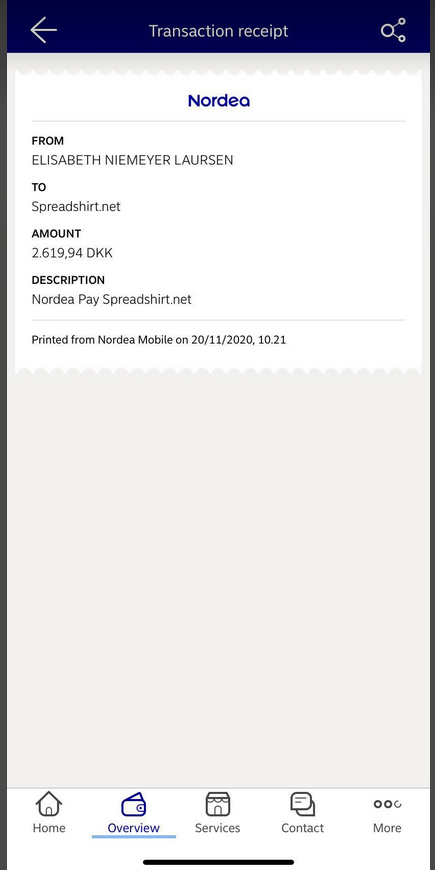 Transaction receipt
Nordea
FROM
ELISABETH NIEMEYER LAURSEN
TO
Spreadshirt.net
AMOUNT
2.619,94 DKK
DESCRIPTION
Nordea Pay Spreadshirt.net
Printed from Nordea Mobile on 20/11/2020, 10.21
Home Overview Services Contact More